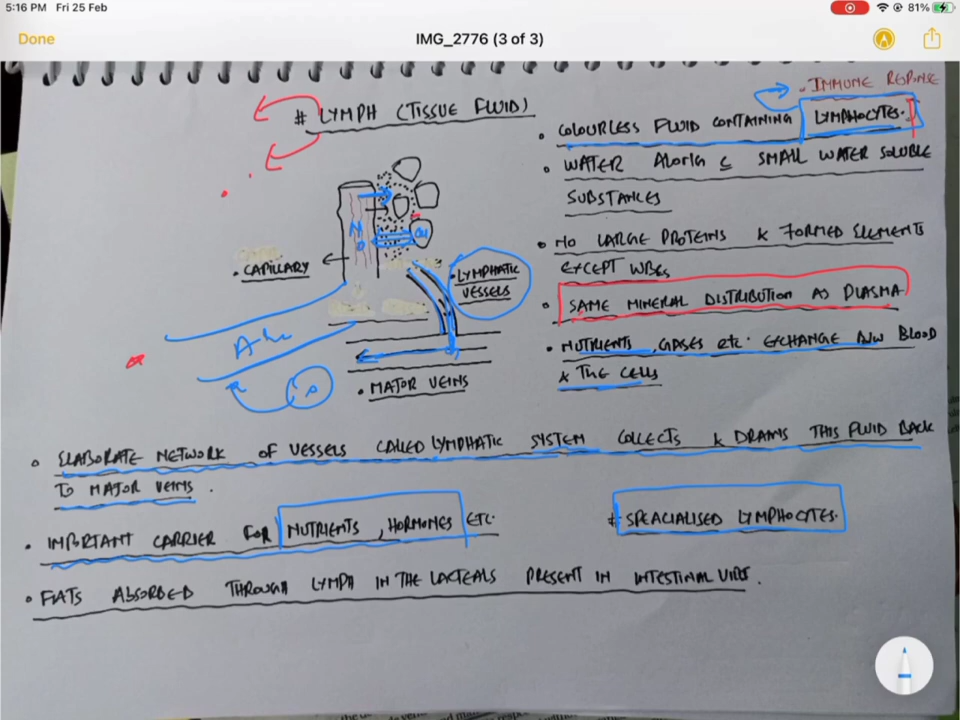 5:16 PM Fri 25 Feb
81%
Done
IMG_2776 (3 of 3)
# LYMPH (TISSUE FLUID)
• IMMUNE RSPONSE
• COLOURLESS FLUID CONTAINING LYMPHOCYTES.
• WATER ALONG C SMALL WATER SOLUBLE
SUBSTANCES
• NO LARGE PROTEINS & FORMED ELEMENTS
EXCEPT WBCs
• SAME MINERAL DISTRIBUTION AS PLASMA
• NUTRIENTS, GASES etc. EXCHANGE B/W BLOOD
& THE CELLS
• CAPILLARY
• LYMPHATIC
VESSELS
• MAJOR VEINS
• ELABORATE NETWORK OF VESSELS CALLED LYMPHATIC SYSTEM COLLECTS & DRAINS THIS FLUID BACK
TO MAJOR VEINS.
• IMPORTANT CARRIER FOR NUTRIENTS, HORMONES ETC.
# SPEACIALISED LYMPHOCYTES.
• FATS ABSORBED THROUGH LYMPH IN THE LACTEALS PRESENT IN INTESTINAL VILLI.